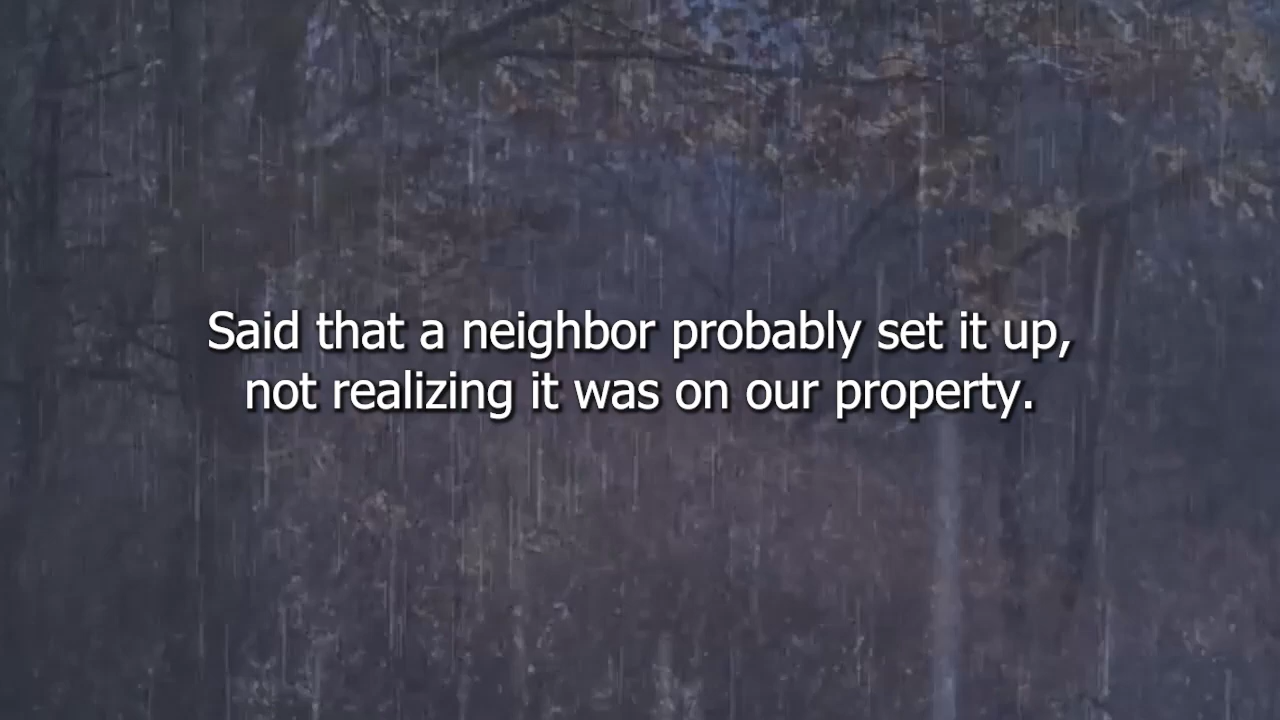 Said that a neighbor probably set it up,
not realizing it was on our property.